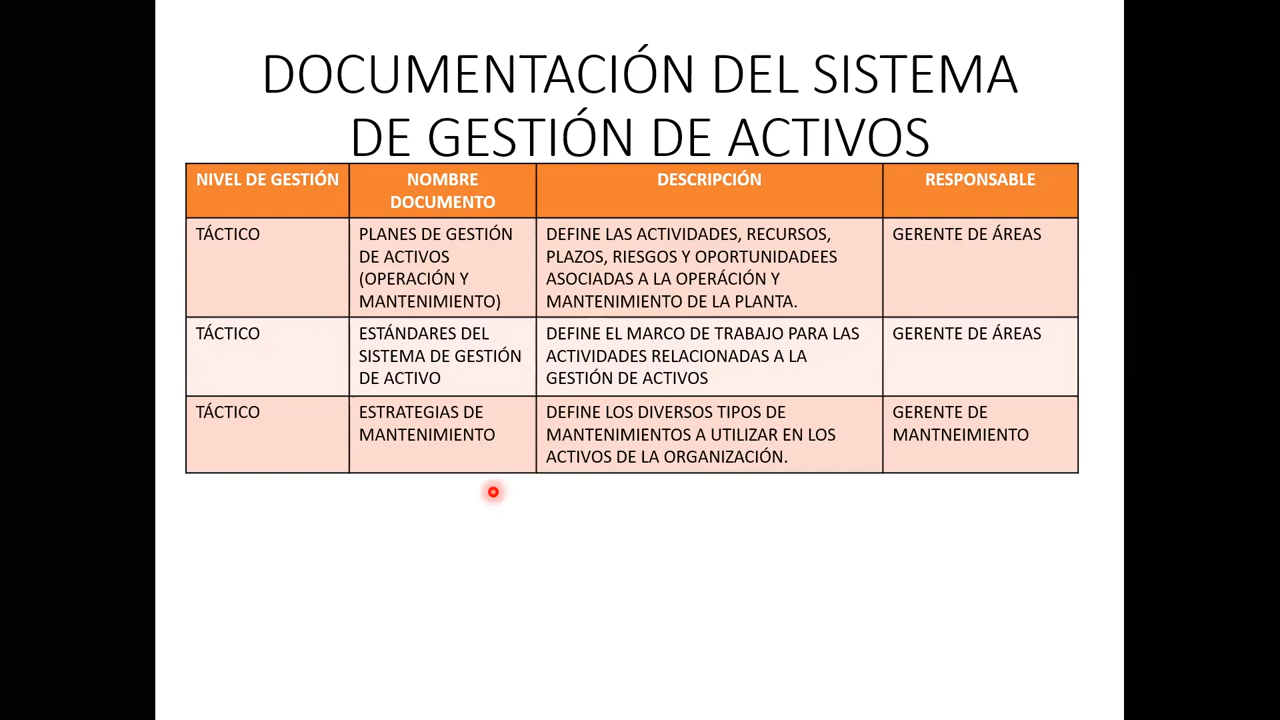 DOCUMENTACIÓN DEL SISTEMA
DE GESTIÓN DE ACTIVOS
NIVEL DE GESTIÓN
NOMBRE
DOCUMENTO
DESCRIPCIÓN
RESPONSABLE
TÁCTICO
PLANES DE GESTIÓN
DE ACTIVOS
(OPERACIÓN Y
MANTENIMIENTO)
DEFINE LAS ACTIVIDADES, RECURSOS,
PLAZOS, RIESGOS Y OPORTUNIDADEES
ASOCIADAS A LA OPERÁCIÓN Y
MANTENIMIENTO DE LA PLANTA.
GERENTE DE ÁREAS
TÁCTICO
ESTÁNDARES DEL
SISTEMA DE GESTIÓN
DE ACTIVO
DEFINE EL MARCO DE TRABAJO PARA LAS
ACTIVIDADES RELACIONADAS A LA
GESTIÓN DE ACTIVOS
GERENTE DE ÁREAS
TÁCTICO
ESTRATEGIAS DE
MANTENIMIENTO
DEFINE LOS DIVERSOS TIPOS DE
MANTENIMIENTOS A UTILIZAR EN LOS
ACTIVOS DE LA ORGANIZACIÓN.
GERENTE DE
MANTNEIMIENTO